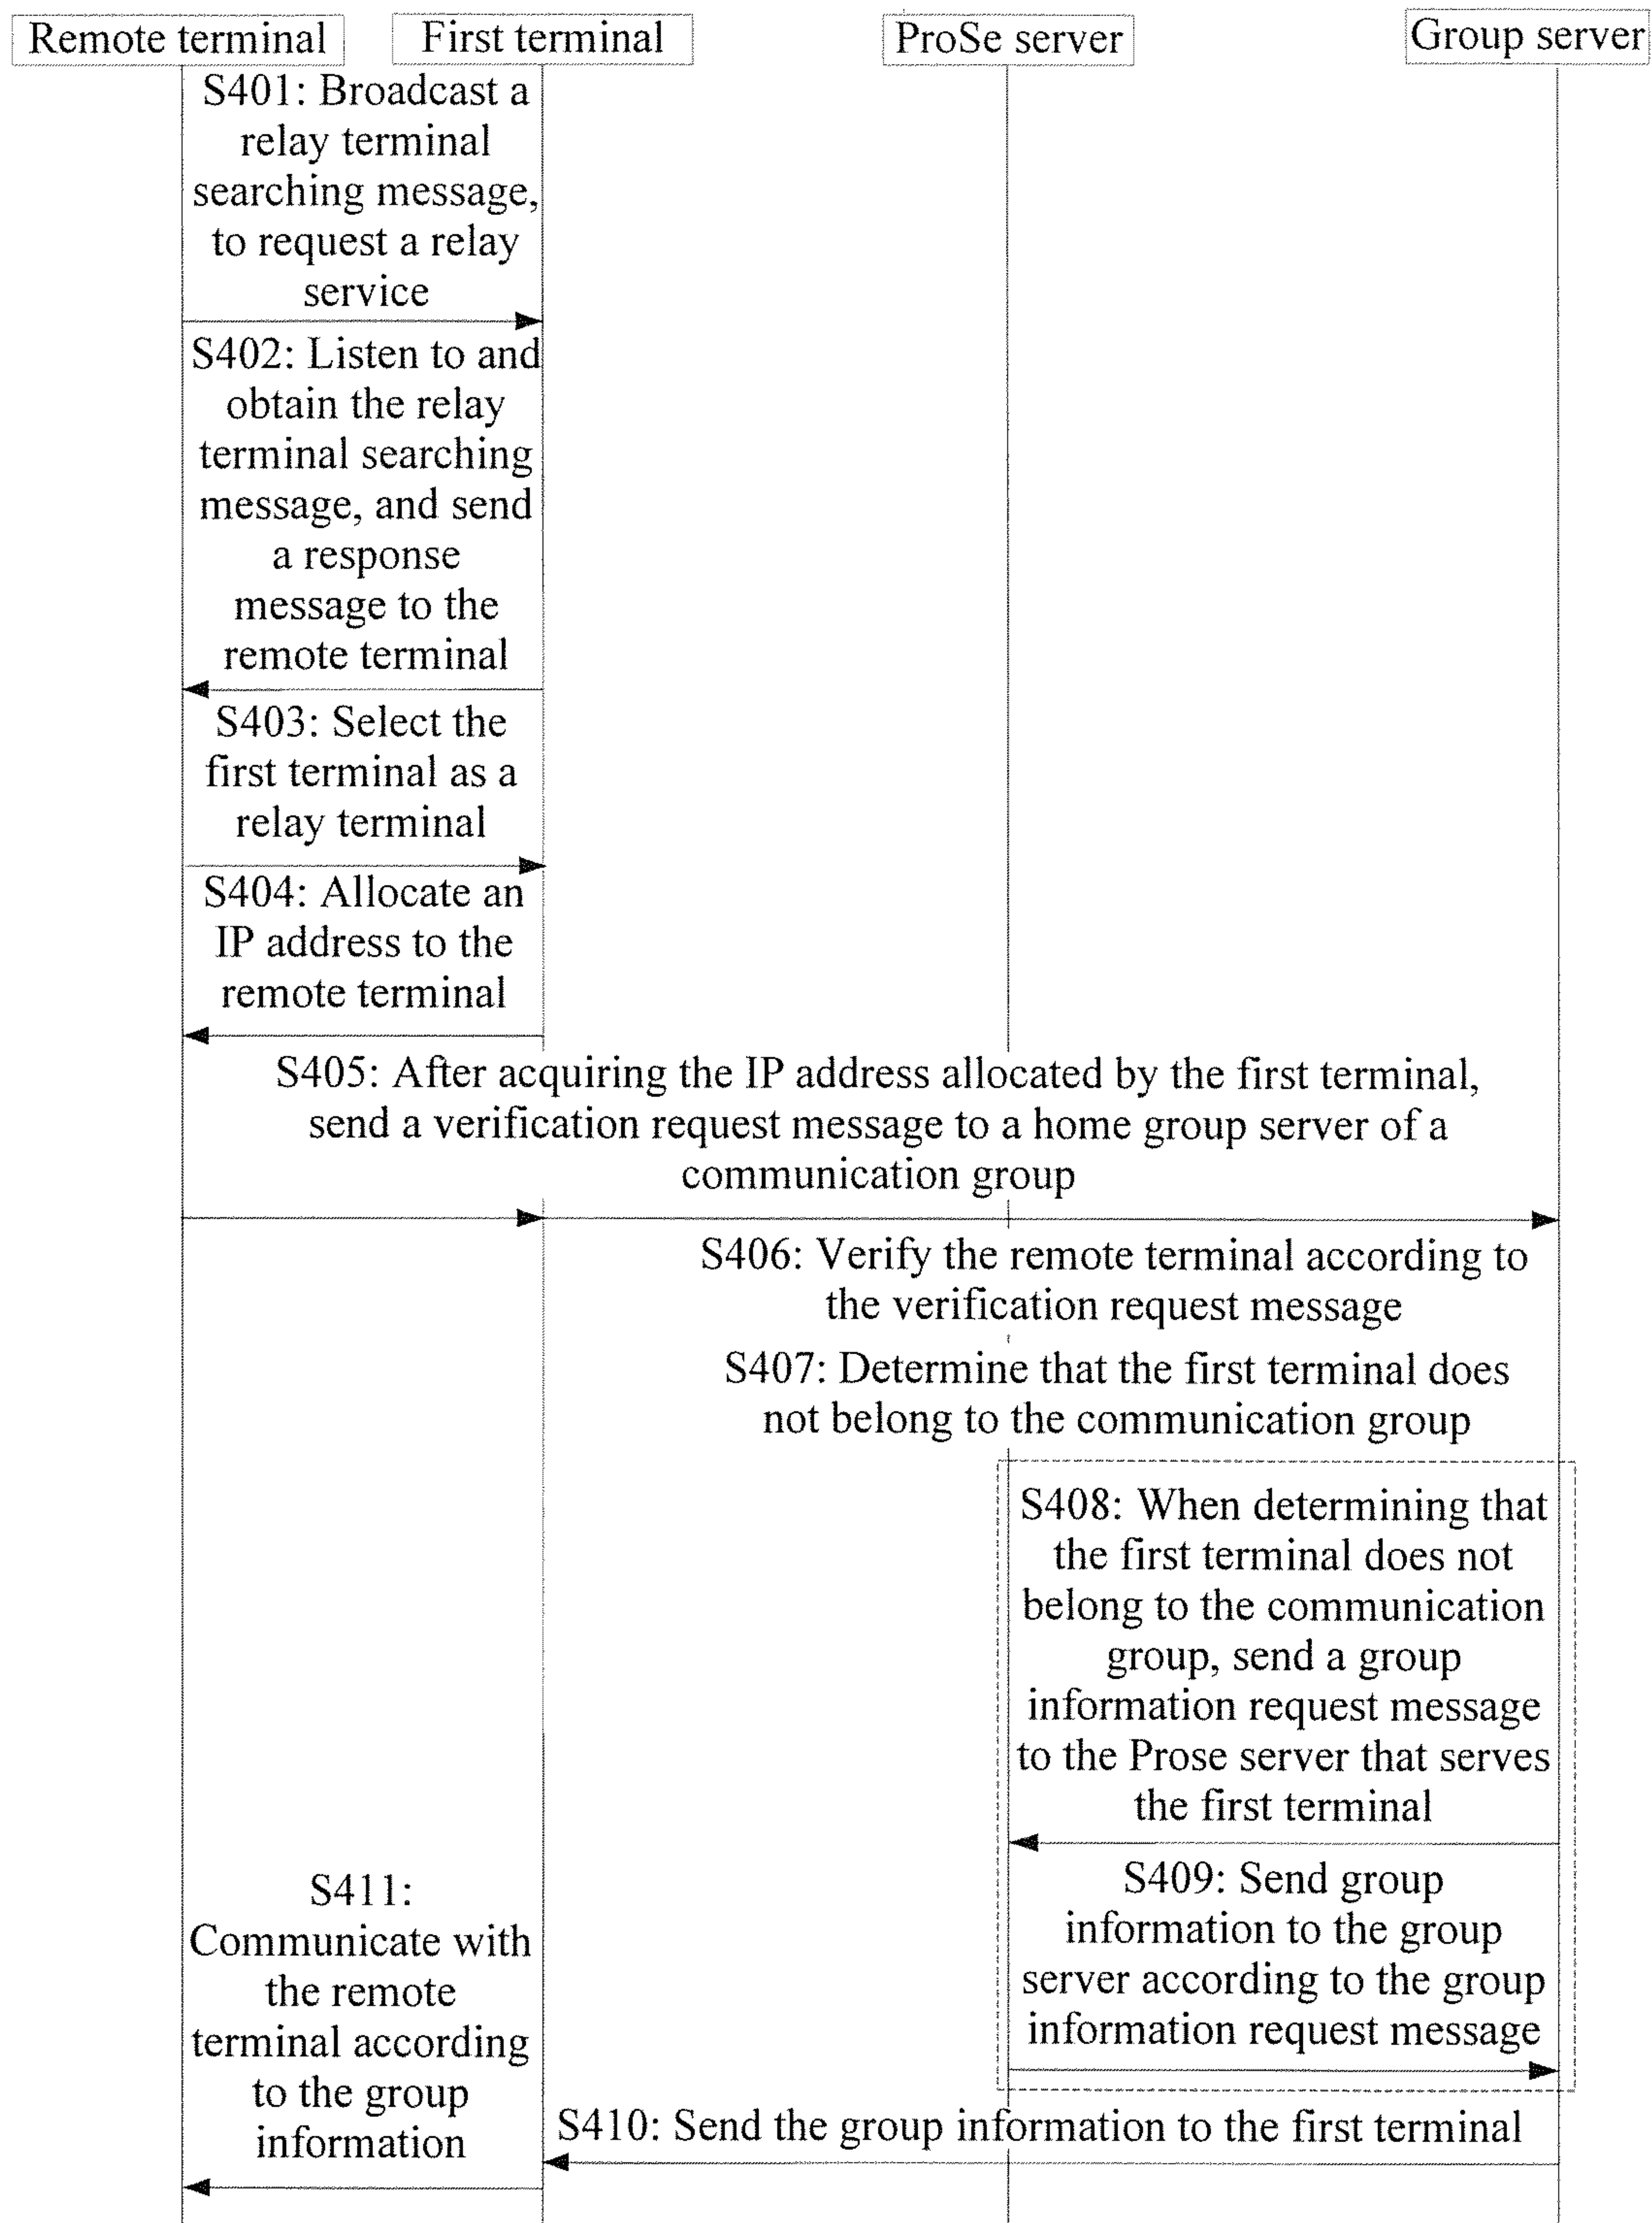 Remote terminal
First terminal
ProSe server
Group server
S401: Broadcast a
relay terminal
searching message,
to request a relay
service
S402: Listen to and
obtain the relay
terminal searching
message, and send
a response
message to the
remote terminal
S403: Select the
first terminal as a
relay terminal
S404: Allocate an
IP address to the
remote terminal
S405: After acquiring the IP address allocated by the first terminal,
send a verification request message to a home group server of a
communication group
S406: Verify the remote terminal according to
the verification request message
S407: Determine that the first terminal does
not belong to the communication group
S408: When determining that
the first terminal does not
belong to the communication
group, send a group
information request message
to the Prose server that serves
the first terminal
S409: Send group
information to the group
server according to the group
information request message
S410: Send the group information to the first terminal
S411:
Communicate with
the remote
terminal according
to the group
information